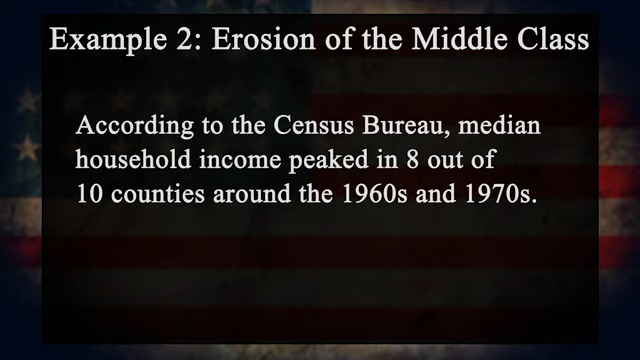 Example 2: Erosion of the Middle Class
According to the Census Bureau, median
household income peaked in 8 out of
10 counties around the 1960s and 1970s.